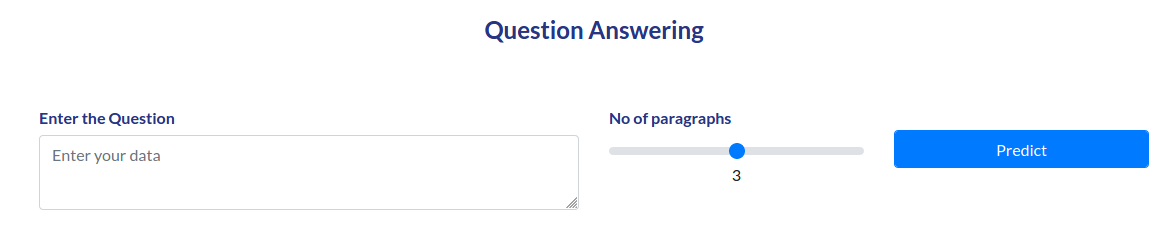 Question Answering
Enter the Question
No of paragraphs
Enter your data
Predict
3